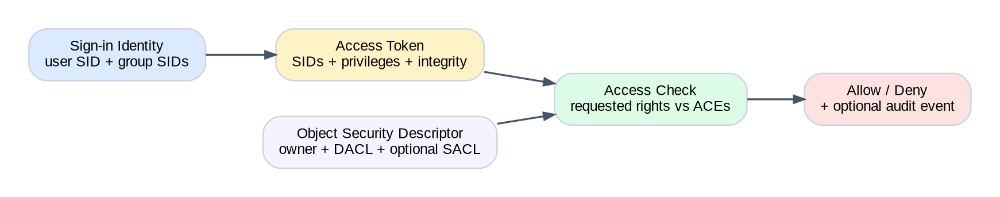 Sign-in Identity
user SID + group SIDs
Access Token
SIDs + privileges + integrity
Object Security Descriptor
owner + DACL + optional SACL
Access Check
requested rights vs ACEs
Allow / Deny
+ optional audit event